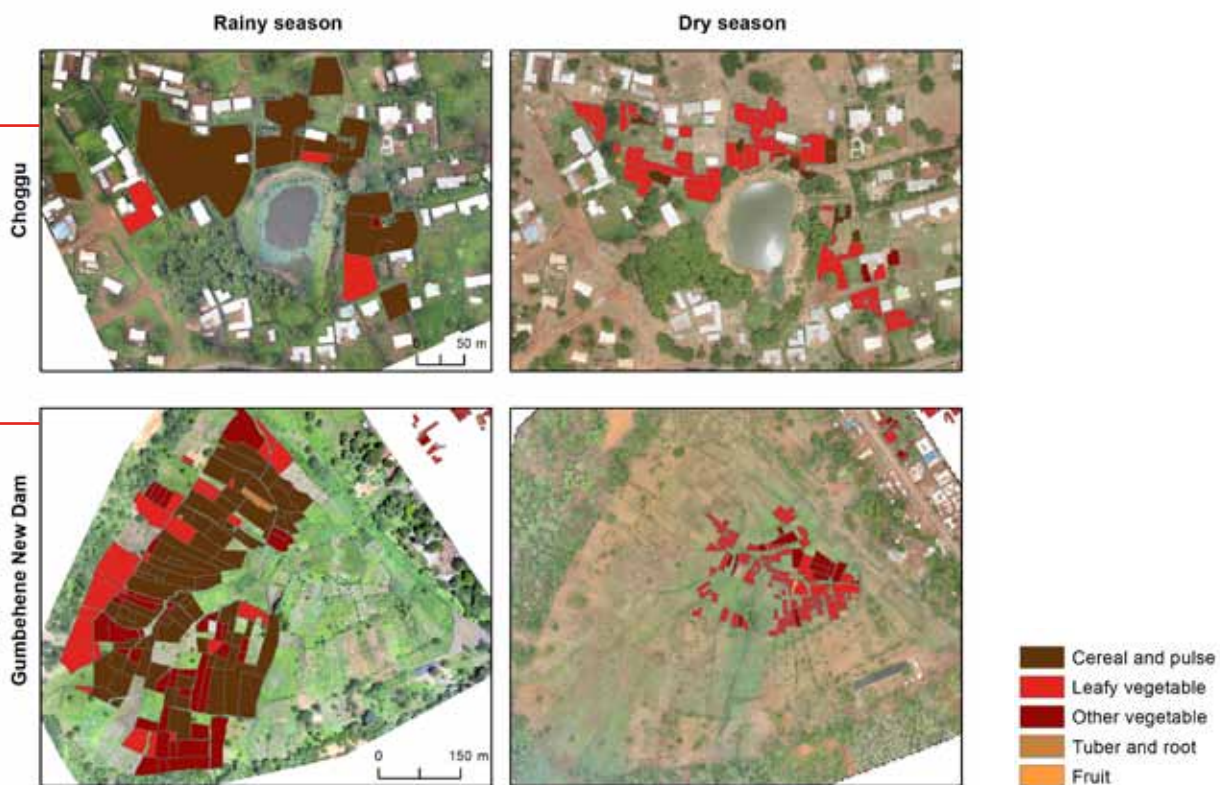 Rainy season
Dry season
Choggu
0 50 m
Gumbehene New Dam
0 150 m
Cereal and pulse
Leafy vegetable
Other vegetable
Tuber and root
Fruit